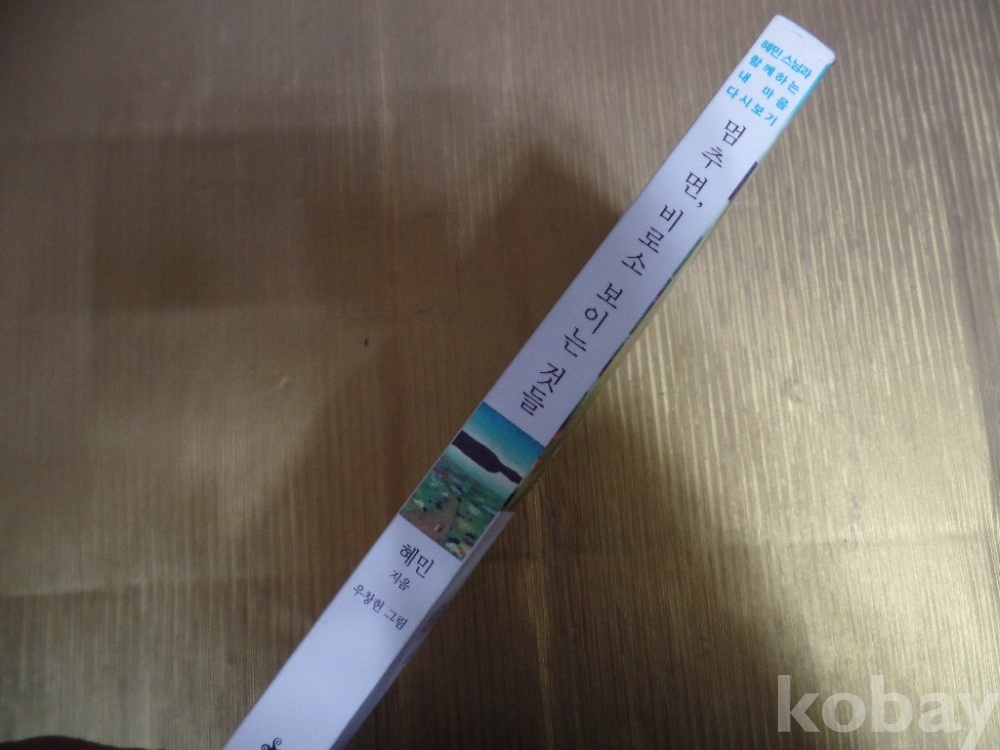 혜민 스님과
함께하는
내 마음
다시보기
멈추면, 비로소 보이는 것들
혜민
지음
우창헌 그림
kobay